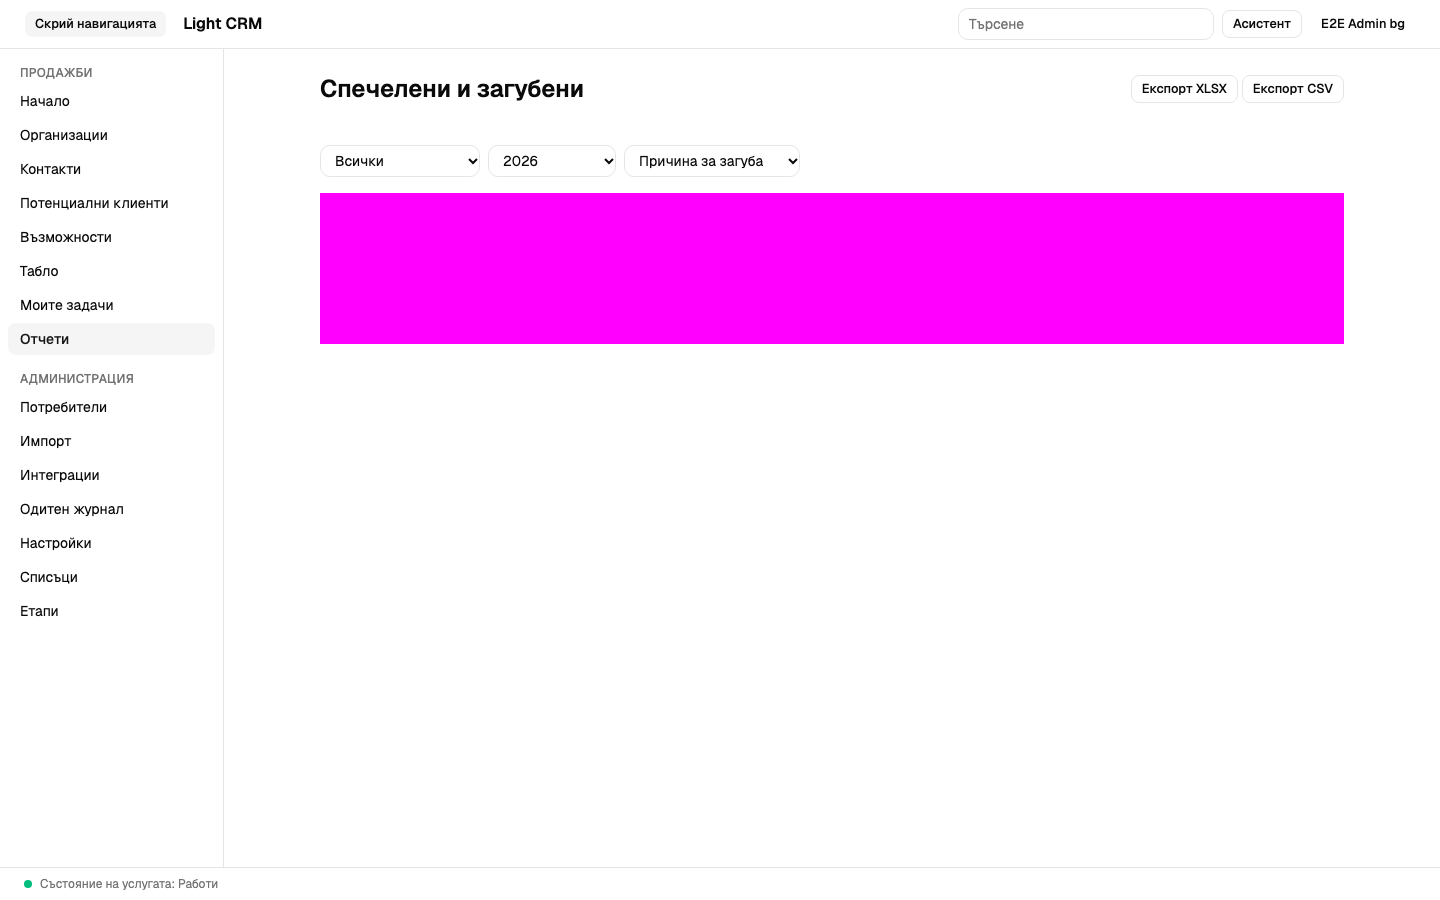 Скрий навигацията
Light CRM
Търсене
Асистент
E2E Admin bg
ПРОДАЖБИ
Начало
Организации
Контакти
Потенциални клиенти
Възможности
Табло
Моите задачи
Отчети
АДМИНИСТРАЦИЯ
Потребители
Импорт
Интеграции
Одитен журнал
Настройки
Списъци
Етапи
Спечелени и загубени
Експорт XLSX
Експорт CSV
Всички
2026
Причина за загуба
Състояние на услугата: Работи